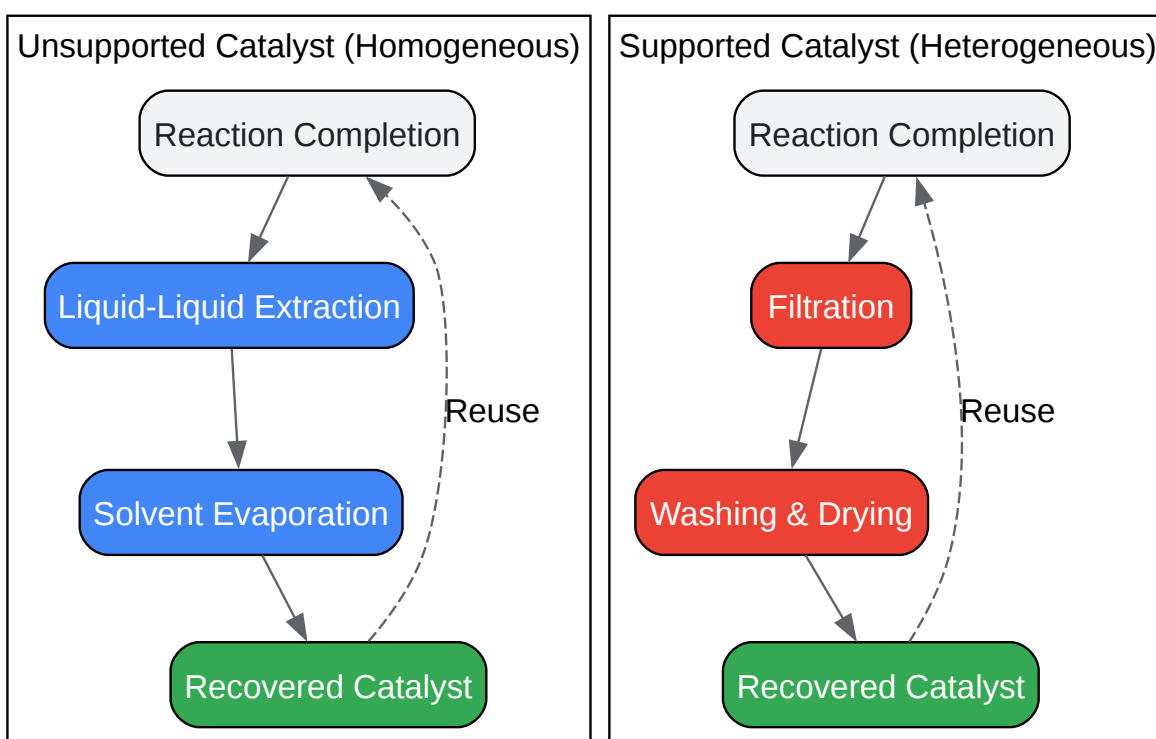 Unsupported Catalyst (Homogeneous)
Reaction Completion
Liquid-Liquid Extraction
Reuse
Solvent Evaporation
Recovered Catalyst
Supported Catalyst (Heterogeneous)
Reaction Completion
Filtration
Reuse
Washing & Drying
Recovered Catalyst